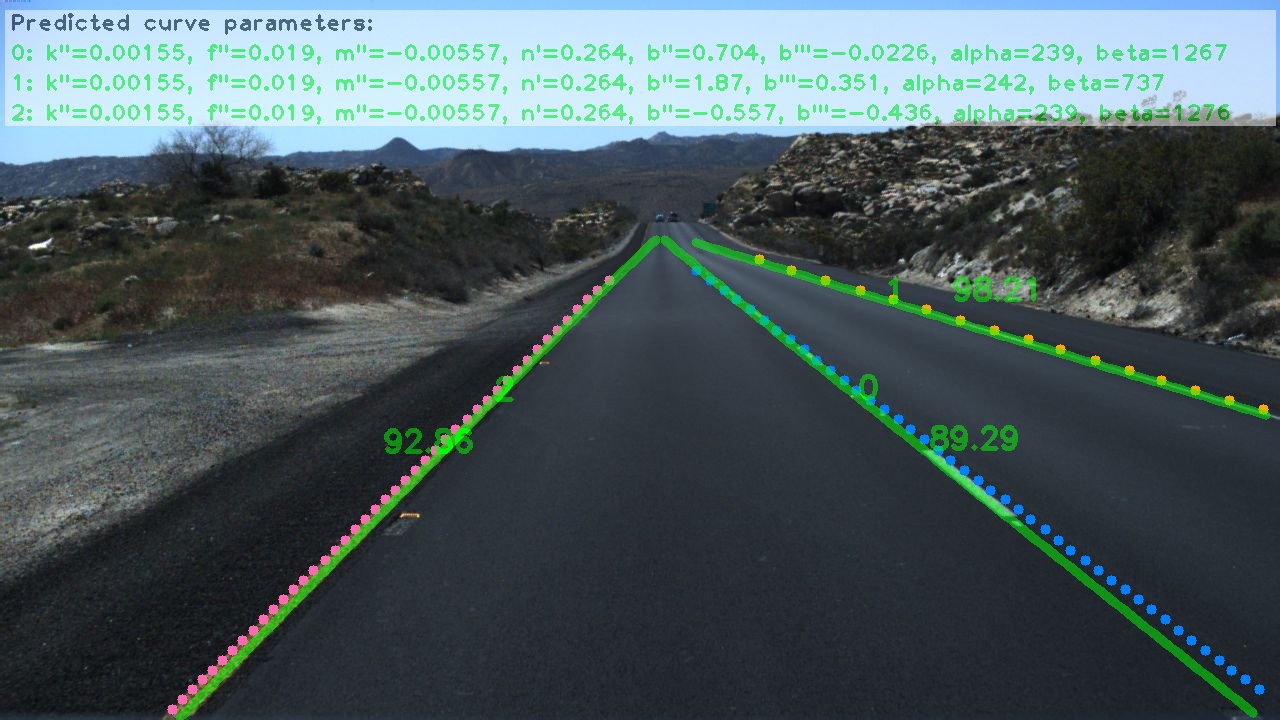 Predicted curve parameters:
0: k''=0.00155, f''=0.019, m''=-0.00557, n'=0.264, b''=0.704, b'''=-0.0226, alpha=239, beta=1267
1: k''=0.00155, f''=0.019, m''=-0.00557, n'=0.264, b''=1.87, b'''=0.351, alpha=242, beta=737
2: k''=0.00155, f''=0.019, m''=-0.00557, n'=0.264, b''=-0.557, b'''=-0.436, alpha=239, beta=1276
1 98.21
2 0
92.86 89.29